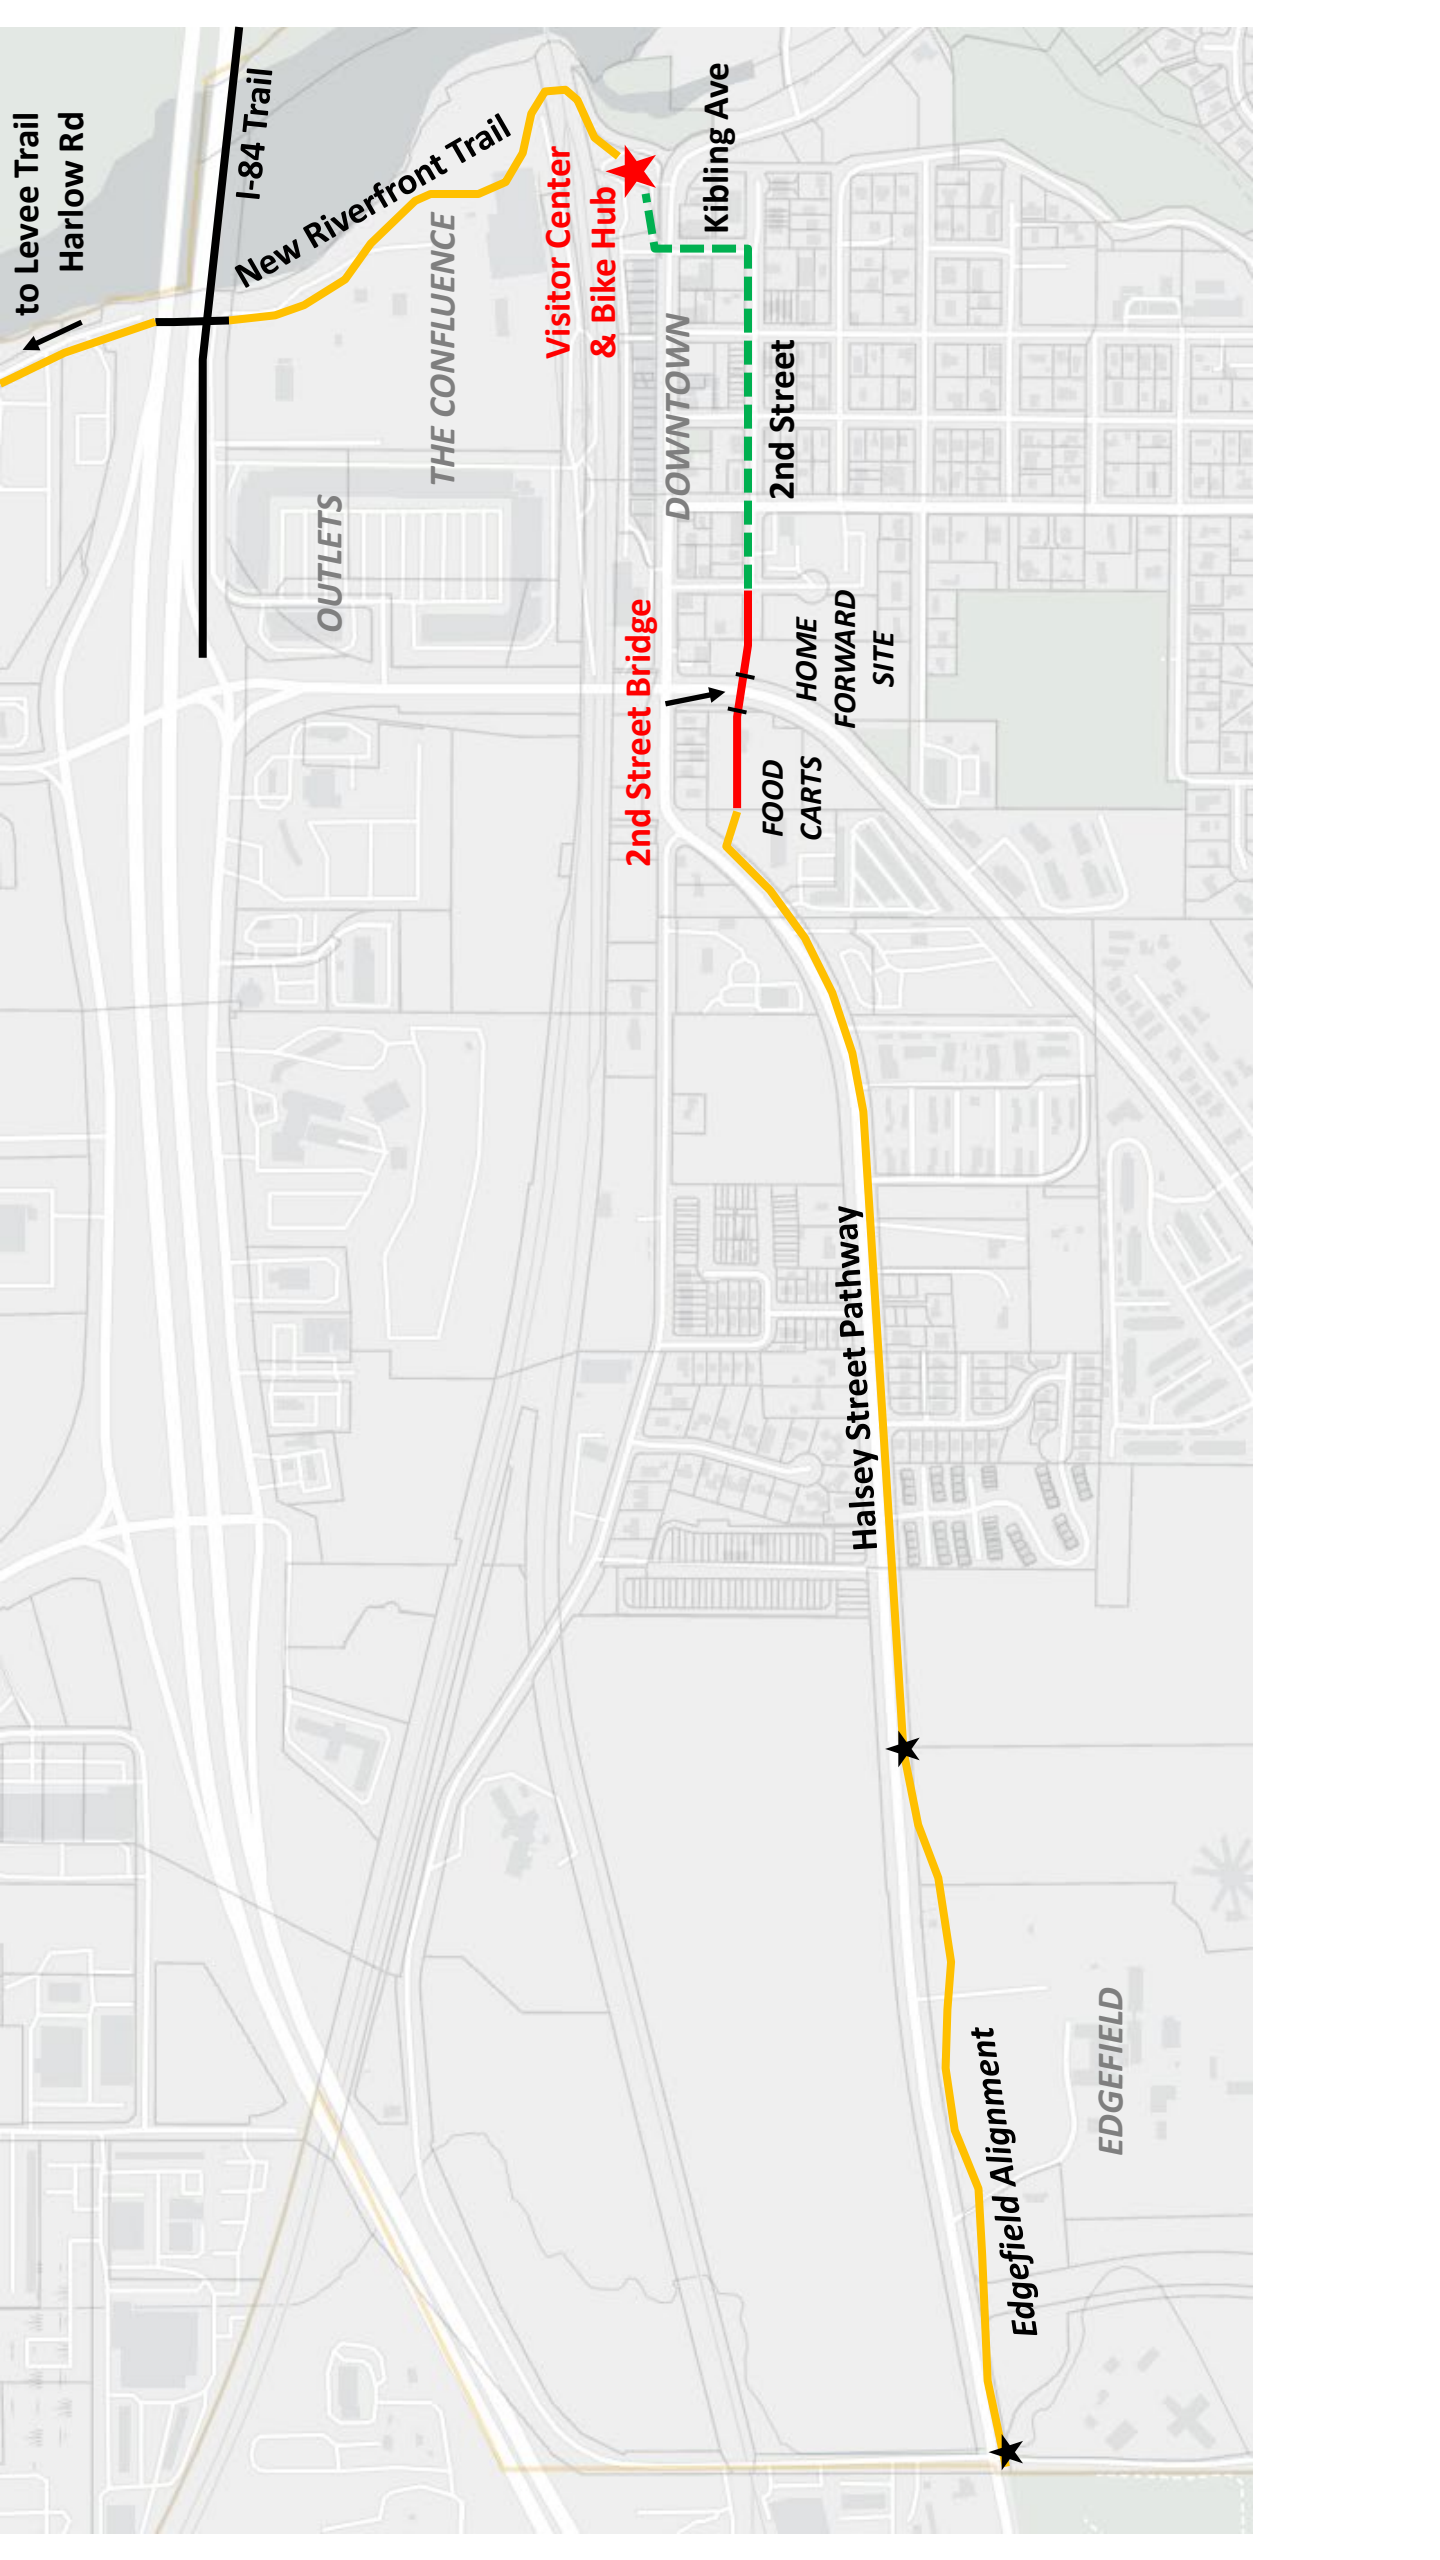 to Levee Trail
Harlow Rd
I-84 Trail
New Riverfront Trail
THE CONFLUENCE
OUTLETS
Visitor Center
& Bike Hub
Kibling Ave
DOWNTOWN
2nd Street
2nd Street Bridge
HOME
FORWARD
SITE
FOOD
CARTS
Halsey Street Pathway
Edgefield Alignment
EDGEFIELD